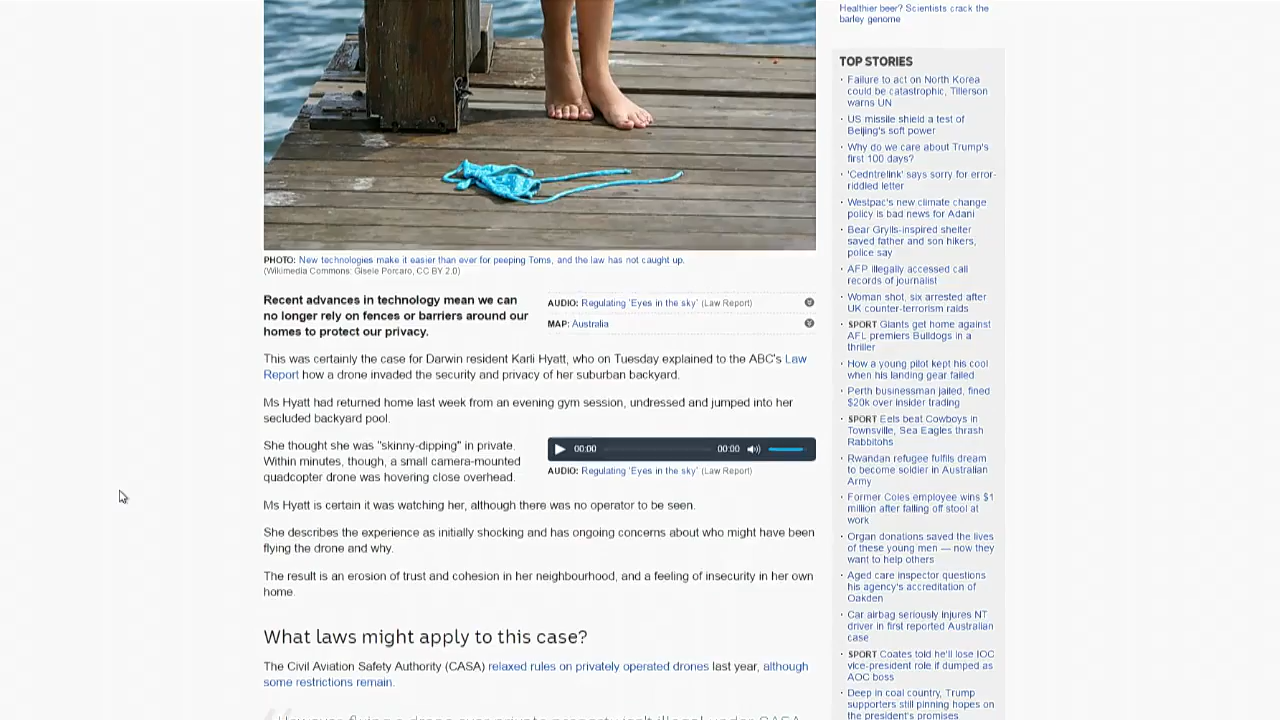 Healthier beer? Scientists crack the
barley genome
TOP STORIES
· Failure to act on North Korea
could be catastrophic, Tillerson
warns UN
· US missile shield a test of
Beijing's soft power
· Why do we care about Trump's
first 100 days?
· 'Cedntrelink' says sorry for error-
riddled letter
· Westpac's new climate change
policy is bad news for Adani
· Bear Grylls-inspired shelter
saved father and son hikers,
police say
· AFP illegally accessed call
records of journalist
· Woman shot, six arrested after
UK counter-terrorism raids
· SPORT Giants get home against
AFL premiers Bulldogs in a
thriller
· How a young pilot kept his cool
when his landing gear failed
· Perth businessman jailed, fined
$20k over insider trading
· SPORT Eels beat Cowboys in
Townsville, Sea Eagles thrash
Rabbitohs
· Rwandan refugee fulfils dream
to become soldier in Australian
Army
· Former Coles employee wins $1
million after falling off stool at
work
· Organ donations saved the lives
of these young men — now they
want to help others
· Aged care inspector questions
his agency's accreditation of
Oakden
· Car airbag seriously injures NT
driver in first reported Australian
case
· SPORT Coates told he'll lose IOC
vice-president role if dumped as
AOC boss
· Deep in coal country, Trump
supporters still pinning hopes on
the president's promises
PHOTO: New technologies make it easier than ever for peeping Toms, and the law has not caught up.
(Wikimedia Commons: Gisele Porcaro, CC BY 2.0)
Recent advances in technology mean we can
no longer rely on fences or barriers around our
homes to protect our privacy.
AUDIO: Regulating 'Eyes in the sky' (Law Report)
MAP: Australia
This was certainly the case for Darwin resident Karli Hyatt, who on Tuesday explained to the ABC's Law
Report how a drone invaded the security and privacy of her suburban backyard.
Ms Hyatt had returned home last week from an evening gym session, undressed and jumped into her
secluded backyard pool.
She thought she was "skinny-dipping" in private.
Within minutes, though, a small camera-mounted
quadcopter drone was hovering close overhead.
00:00 00:00
AUDIO: Regulating 'Eyes in the sky' (Law Report)
Ms Hyatt is certain it was watching her, although there was no operator to be seen.
She describes the experience as initially shocking and has ongoing concerns about who might have been
flying the drone and why.
The result is an erosion of trust and cohesion in her neighbourhood, and a feeling of insecurity in her own
home.
What laws might apply to this case?
The Civil Aviation Safety Authority (CASA) relaxed rules on privately operated drones last year, although
some restrictions remain.
However flying a drone over private property isn't illegal under CASA